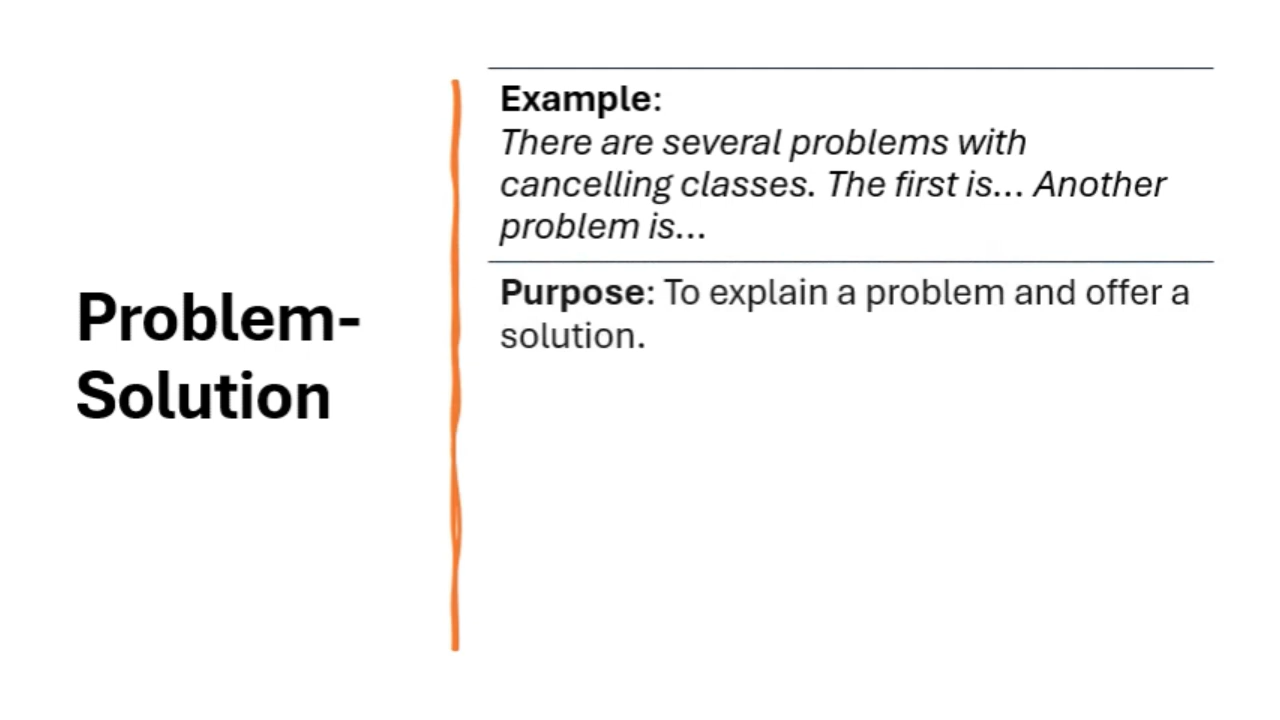 Problem-
Solution
Example:
There are several problems with
cancelling classes. The first is... Another
problem is...
Purpose: To explain a problem and offer a
solution.